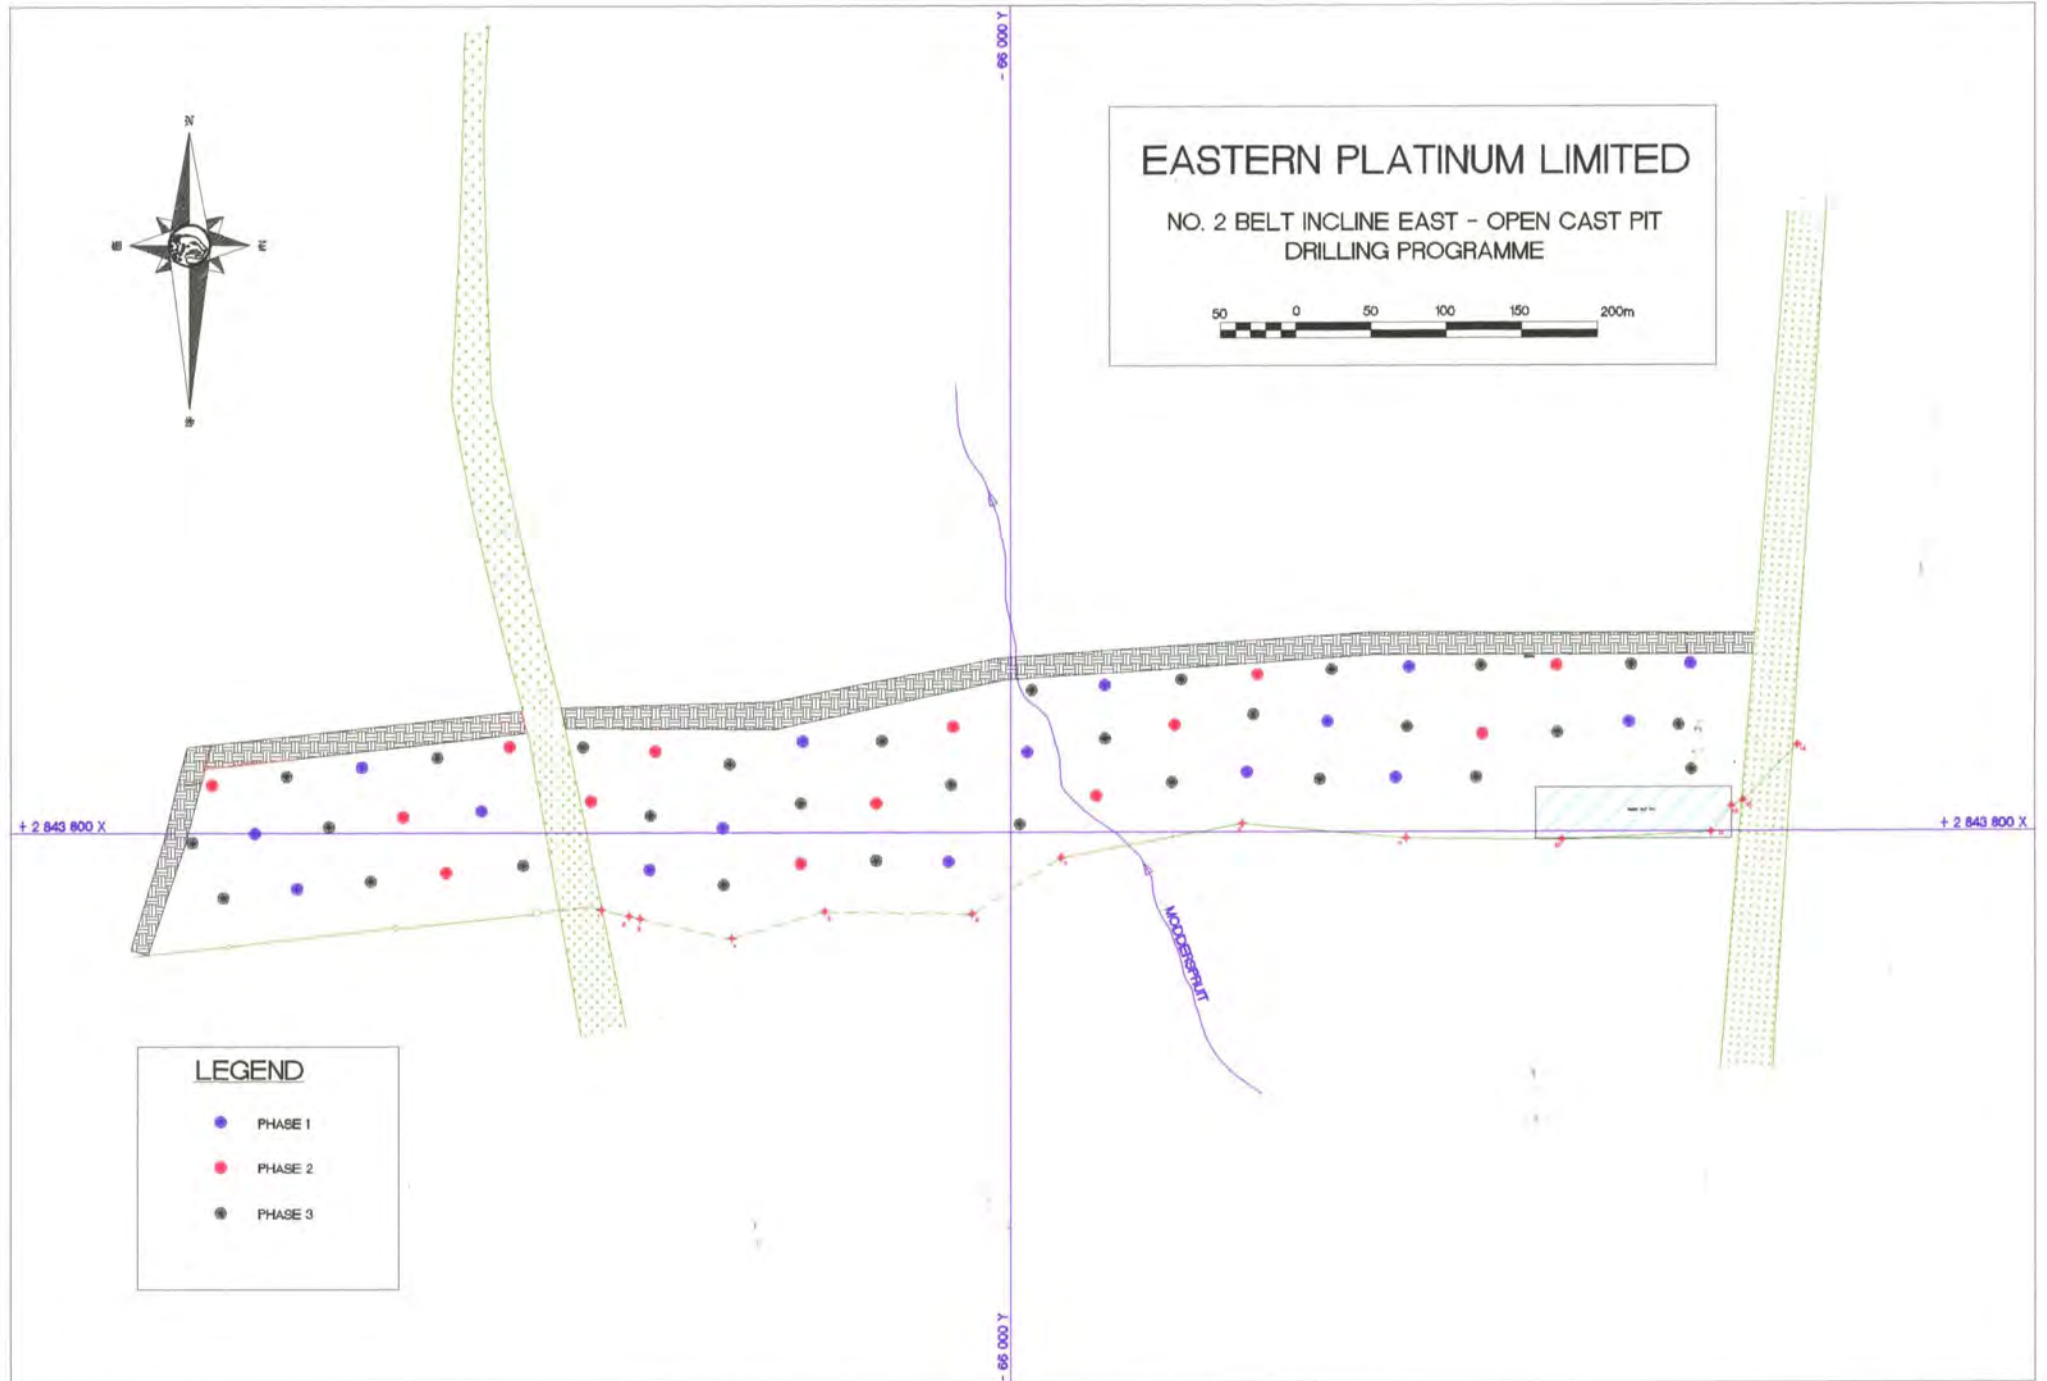 - 66 000 Y
EASTERN PLATINUM LIMITED
NO. 2 BELT INCLINE EAST - OPEN CAST PIT
DRILLING PROGRAMME
50 0 50 100 150 200m
N
E
+ 2 843 800 X
+ 2 843 800 X
MODDERSPRUIT
LEGEND
PHASE 1
PHASE 2
PHASE 3
- 66 000 Y